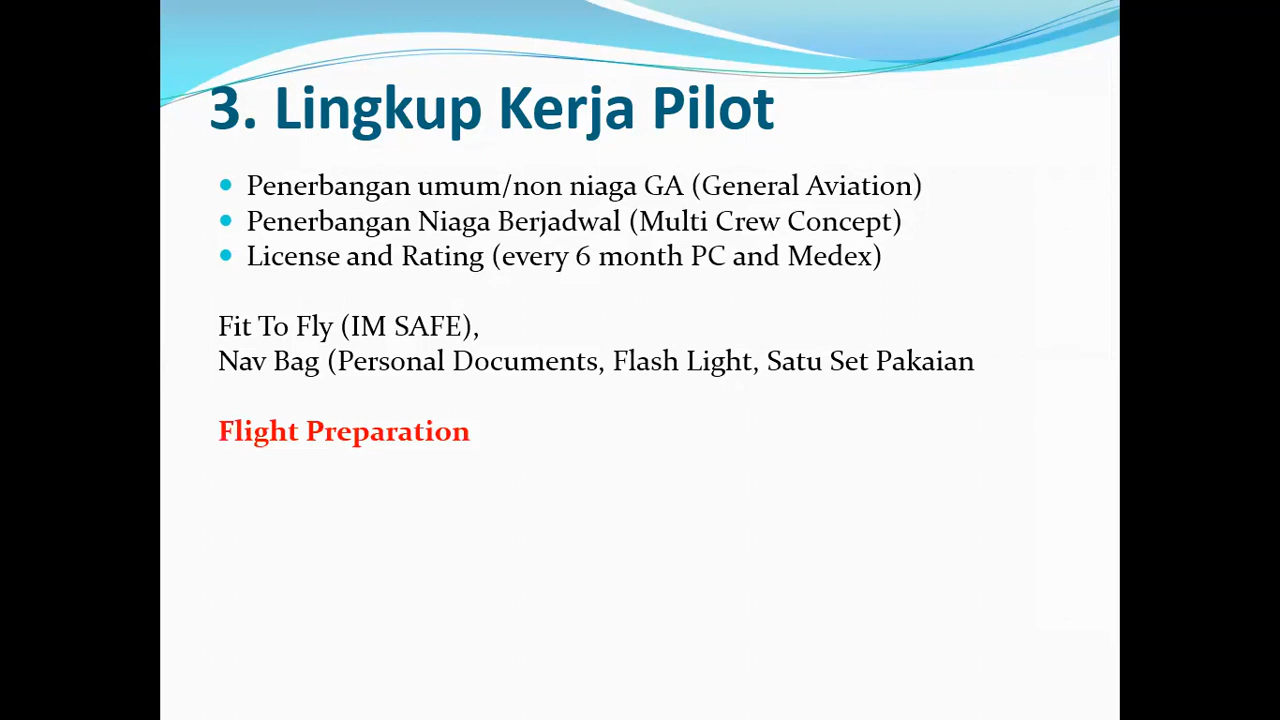 3. Lingkup Kerja Pilot
Penerbangan umum/non niaga GA (General Aviation)
Penerbangan Niaga Berjadwal (Multi Crew Concept)
License and Rating (every 6 month PC and Medex)
Fit To Fly (IM SAFE),
Nav Bag (Personal Documents, Flash Light, Satu Set Pakaian
Flight Preparation